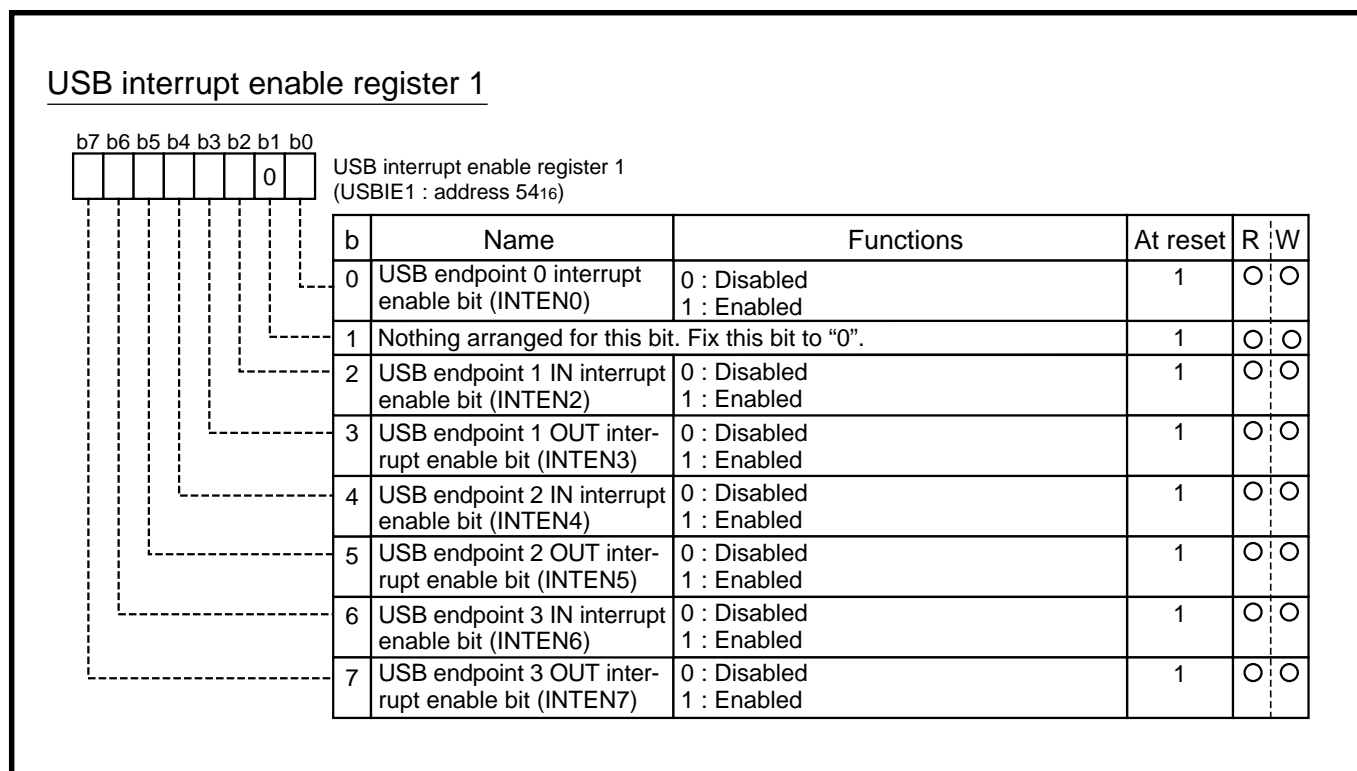 USB interrupt enable register 1
b7 b6 b5 b4 b3 b2 b1 b0
0
USB interrupt enable register 1
(USBIE1 : address 5416)
b Name Functions At reset R W
0 USB endpoint 0 interrupt 0 : Disabled 1
enable bit (INTEN0) 1 : Enabled
1 Nothing arranged for this bit. Fix this bit to “0”. 1
2 USB endpoint 1 IN interrupt 0 : Disabled 1
enable bit (INTEN2) 1 : Enabled
3 USB endpoint 1 OUT inter- 0 : Disabled 1
rupt enable bit (INTEN3) 1 : Enabled
4 USB endpoint 2 IN interrupt 0 : Disabled 1
enable bit (INTEN4) 1 : Enabled
5 USB endpoint 2 OUT inter- 0 : Disabled 1
rupt enable bit (INTEN5) 1 : Enabled
6 USB endpoint 3 IN interrupt 0 : Disabled 1
enable bit (INTEN6) 1 : Enabled
7 USB endpoint 3 OUT inter- 0 : Disabled 1
rupt enable bit (INTEN7) 1 : Enabled